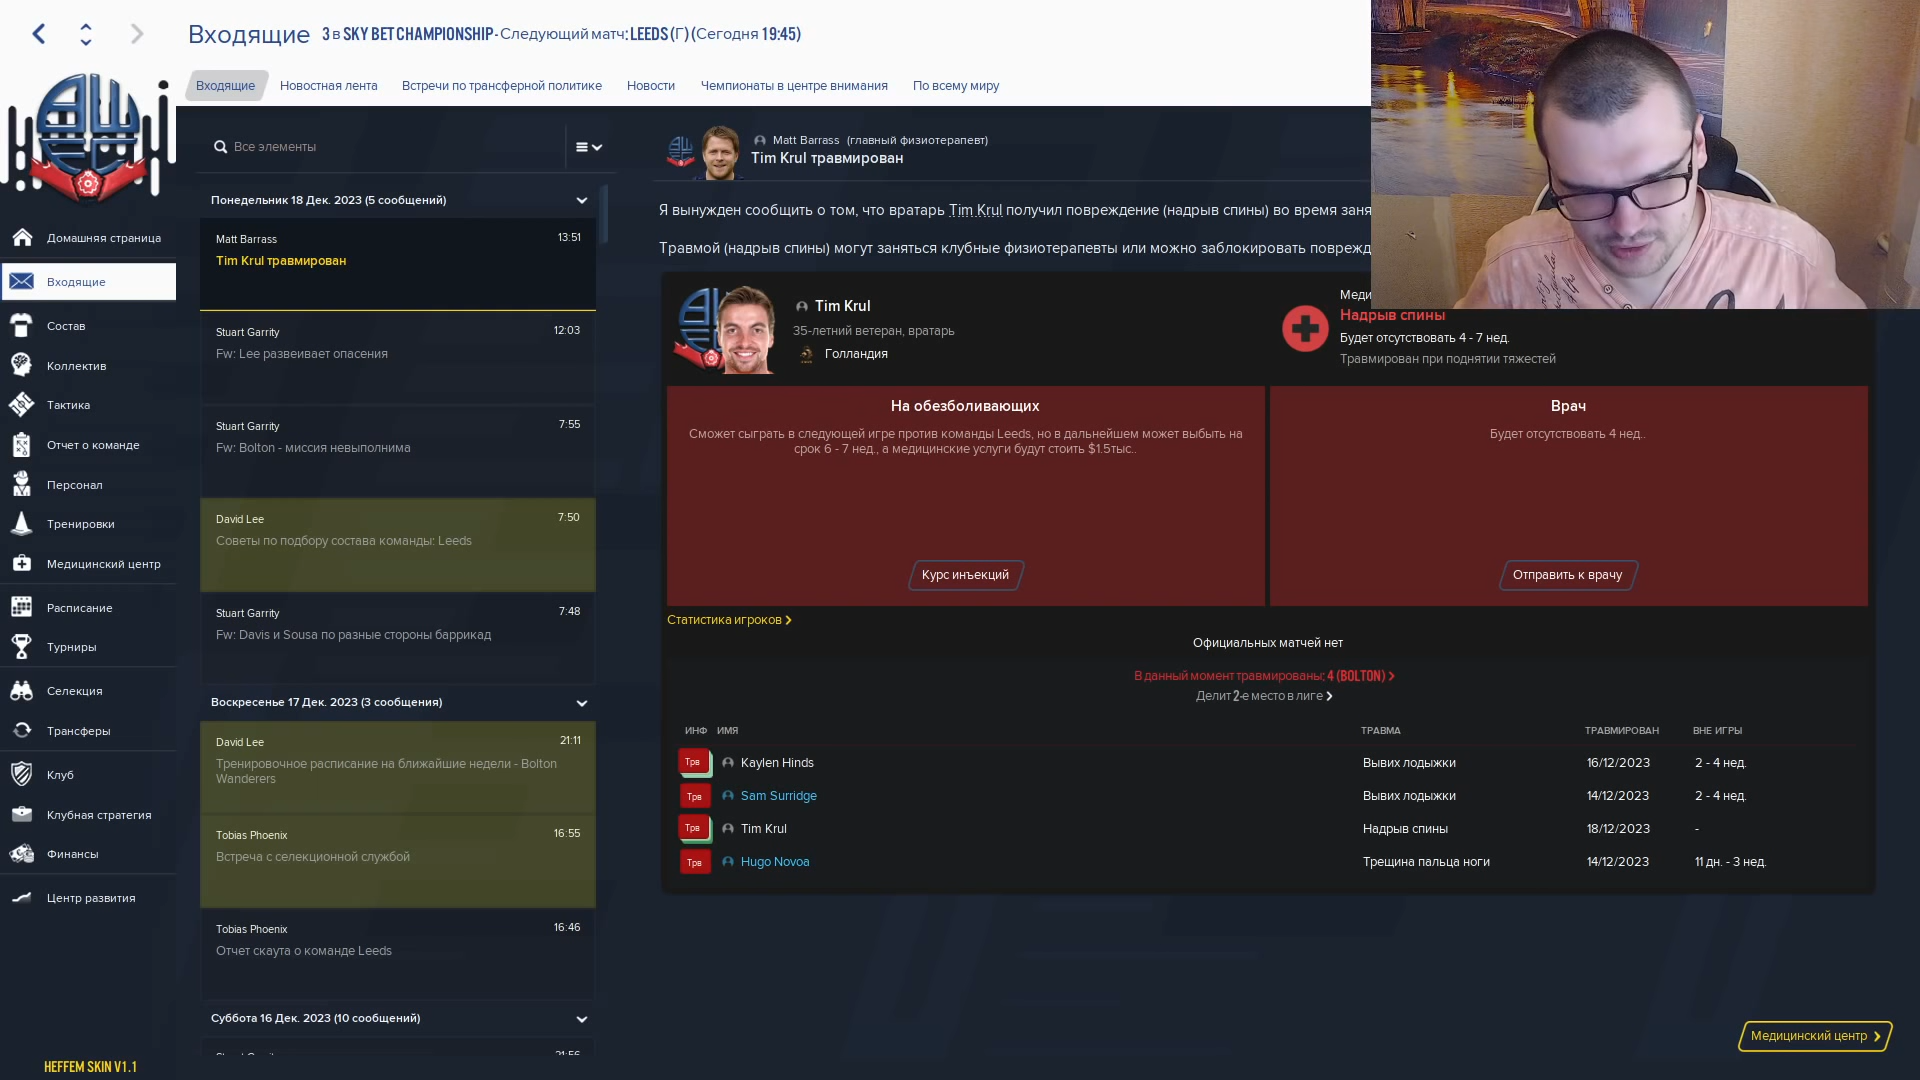 Входящие
3 в SKY BET CHAMPIONSHIP - Следующий матч: LEEDS (Г) (Сегодня 19:45)
Входящие
Новостная лента
Встречи по трансферной политике
Новости
Чемпионаты в центре внимания
По всему миру
Домашняя страница
Входящие
Состав
Коллектив
Тактика
Отчет о команде
Персонал
Тренировки
Медицинский центр
Расписание
Турниры
Селекция
Трансферы
Клуб
Клубная стратегия
Финансы
Центр развития
HEFFEM SKIN V1.1
Все элементы
Понедельник 18 Дек. 2023 (5 сообщений)
Matt Barrass 13:51
Tim Krul травмирован
Stuart Garrity 12:03
Fw: Lee развеивает опасения
Stuart Garrity 7:55
Fw: Bolton - миссия невыполнима
David Lee 7:50
Советы по подбору состава команды: Leeds
Stuart Garrity 7:48
Fw: Davis и Sousa по разные стороны баррикад
Воскресенье 17 Дек. 2023 (3 сообщения)
David Lee 21:11
Тренировочное расписание на ближайшие недели - Bolton
Wanderers
Tobias Phoenix 16:55
Встреча с селекционной службой
Tobias Phoenix 16:46
Отчет скаута о команде Leeds
Суббота 16 Дек. 2023 (10 сообщений)
Matt Barrass (главный физиотерапевт)
Tim Krul травмирован
Я вынужден сообщить о том, что вратарь Tim Krul получил повреждение (надрыв спины) во время заня
Травмой (надрыв спины) могут заняться клубные физиотерапевты или можно заблокировать поврежд
Tim Krul
35-летний ветеран, вратарь
Голландия
Меди
Надрыв спины
Будет отсутствовать 4 - 7 нед.
Травмирован при поднятии тяжестей
На обезболивающих
Сможет сыграть в следующей игре против команды Leeds, но в дальнейшем может выбыть на
срок 6 - 7 нед., а медицинские услуги будут стоить $1.5тыс..
Курс инъекций
Врач
Будет отсутствовать 4 нед..
Отправить к врачу
Статистика игроков
Официальных матчей нет
В данный момент травмированы: 4 (BOLTON)
Делит 2-е место в лиге
ИНФ ИМЯ ТРАВМА ТРАВМИРОВАН ВНЕ ИГРЫ
Трв Kaylen Hinds Вывих лодыжки 16/12/2023 2 - 4 нед.
Трв Sam Surridge Вывих лодыжки 14/12/2023 2 - 4 нед.
Трв Tim Krul Надрыв спины 18/12/2023 -
Трв Hugo Novoa Трещина пальца ноги 14/12/2023 11 дн. - 3 нед.
Медицинский центр